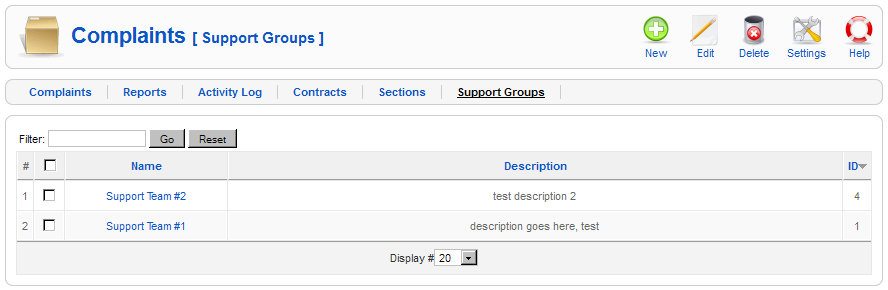 Complaints [ Support Groups ]
New Edit Delete Settings Help
Complaints Reports Activity Log Contracts Sections Support Groups
Filter: Go Reset
# Name Description ID
1 Support Team #2 test description 2 4
2 Support Team #1 description goes here, test 1
Display # 20